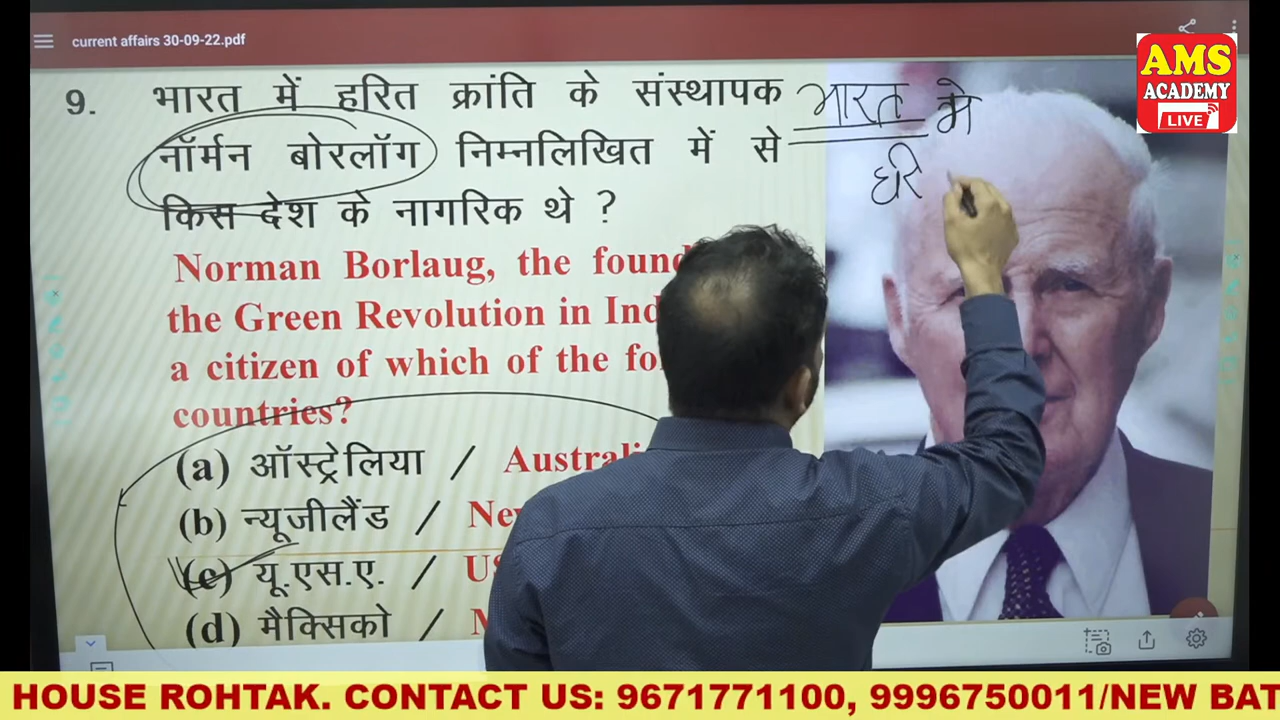 current affairs 30-09-22.pdf
AMS
ACADEMY
LIVE
9. भारत में हरित क्रांति के संस्थापक
नॉर्मन बोरलॉग निम्नलिखित में से
किस देश के नागरिक थे ?
भारत मे
हरि
Norman Borlaug, the found
the Green Revolution in Ind
a citizen of which of the fo
countries?
(a) ऑस्ट्रेलिया / Australi
(b) न्यूजीलैंड / Ne
(c) यू.एस.ए. / US
(d) मैक्सिको / M
HOUSE ROHTAK. CONTACT US: 9671771100, 9996750011/NEW BAT